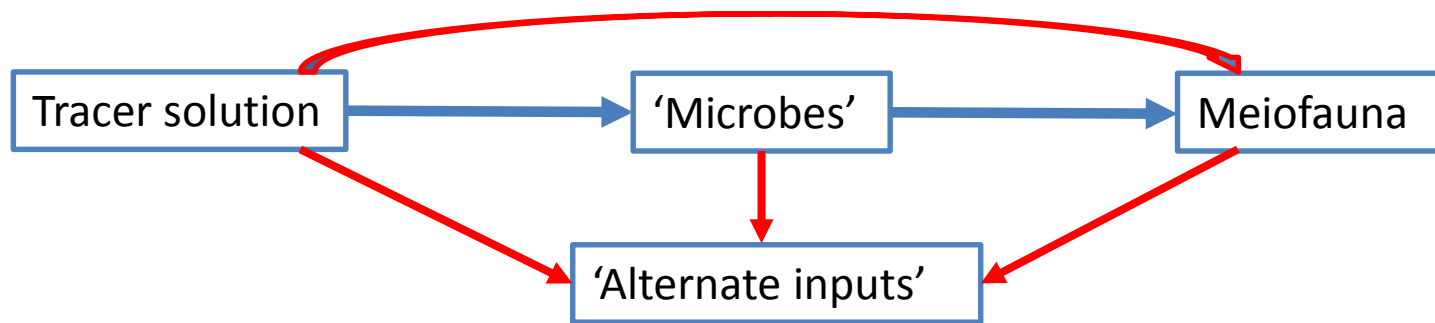 Tracer solution
‘Microbes’
Meiofauna
‘Alternate inputs’